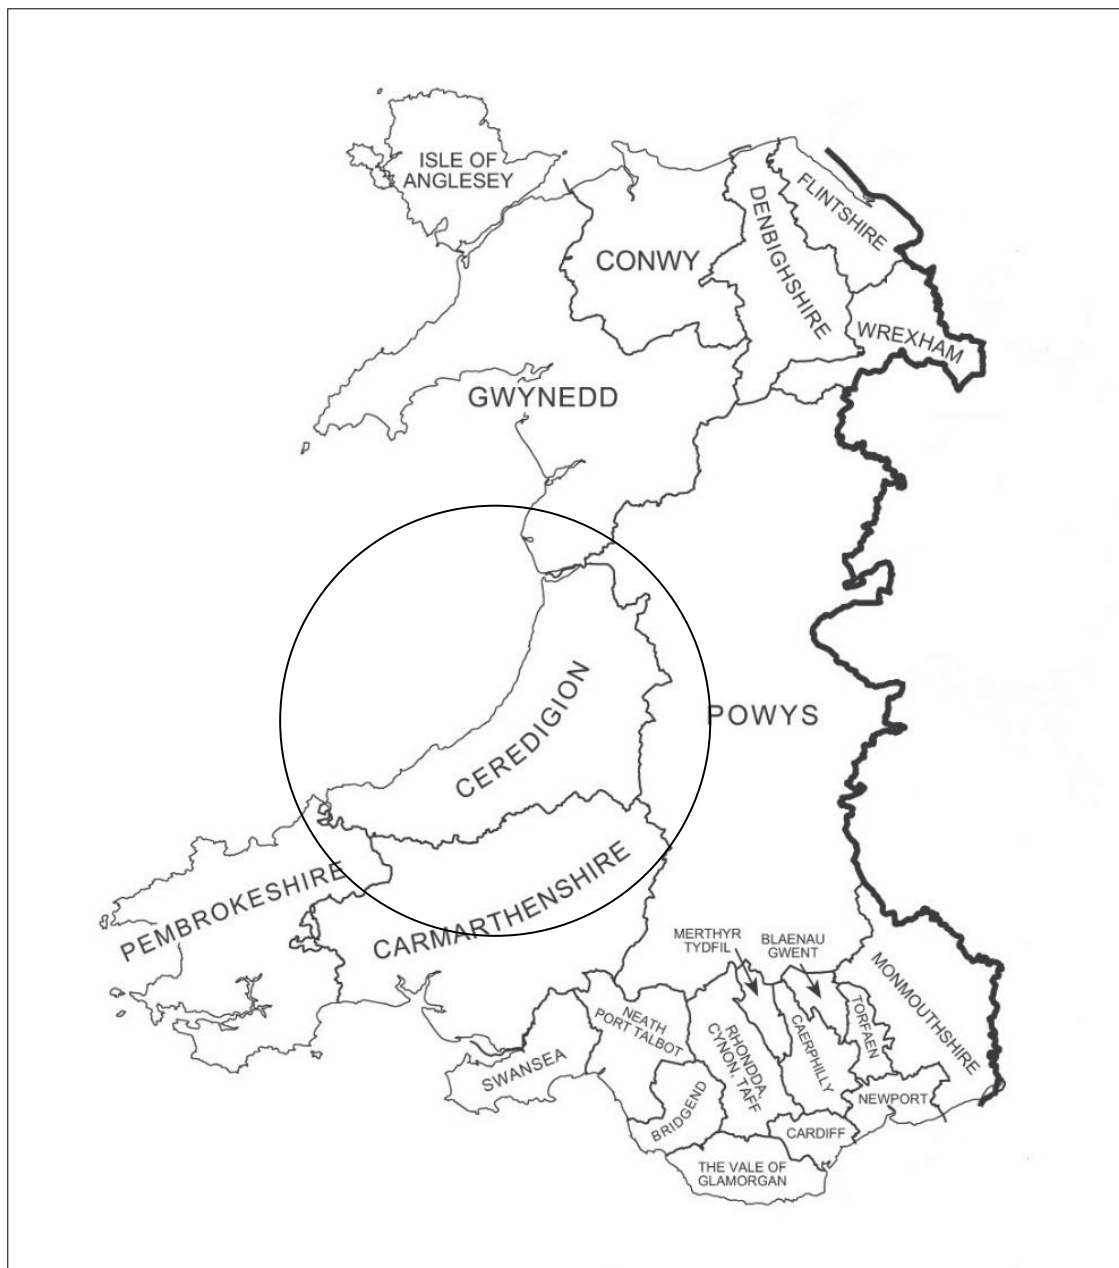 ISLE OF
ANGLESEY
FLINTSHIRE
DENBIGHSHIRE
CONWY
WREXHAM
GWYNEDD
POWYS
CEREDIGION
PEMBROKESHIRE
CARMARTHENSHIRE
MERTHYR
TYDFIL
BLAENAU
GWENT
MONMOUTHSHIRE
NEATH
PORT TALBOT
TORFAEN
RHONDDA,
CYNON, TAFF
CAERPHILLY
SWANSEA
BRIDGEND
NEWPORT
CARDIFF
THE VALE OF
GLAMORGAN